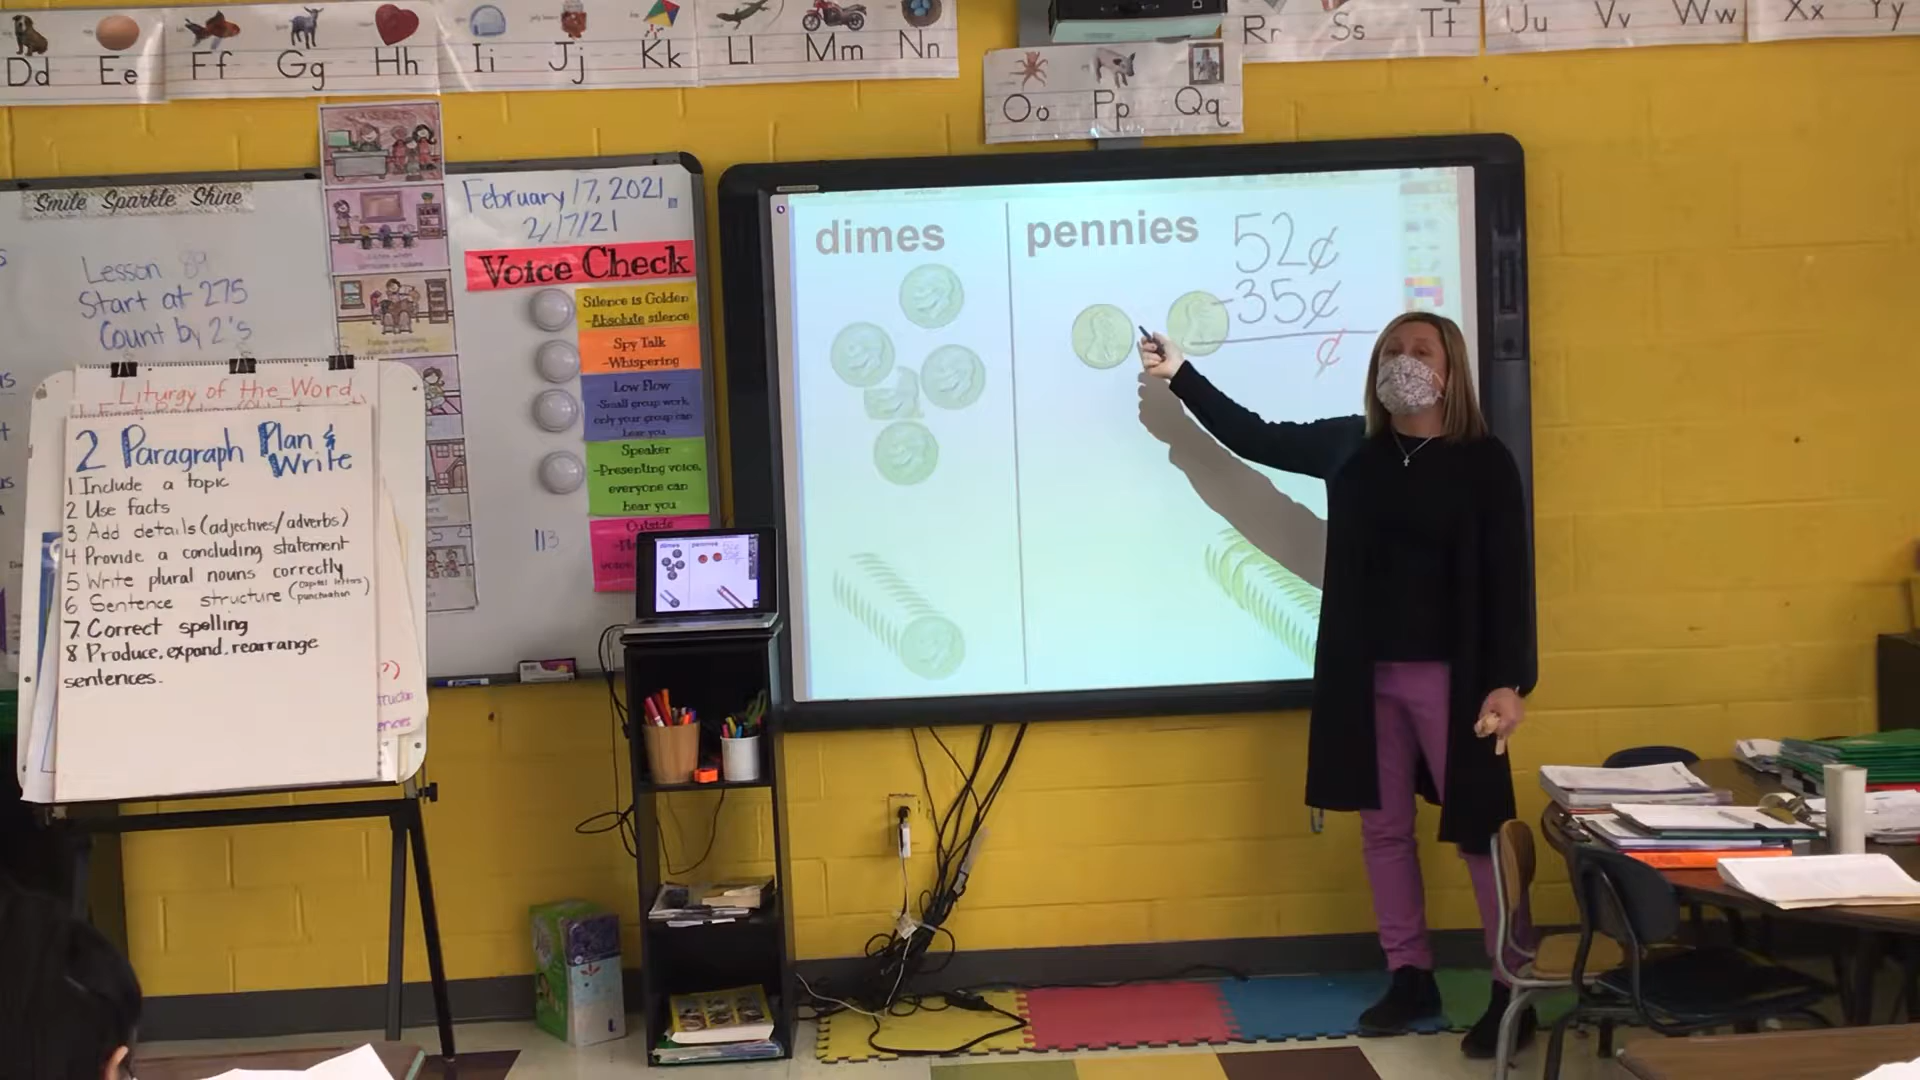 Dd Ee Ff Gg Hh Ii Jj Kk Ll Mm Nn
Oo Pp Qq
Rr Ss Tt Uu Vv Ww Xx Yy
Smile Sparkle Shine
Lesson 89
Start at 275
Count by 2's
February 17, 2021
2/17/21
Voice Check
Silence is Golden
-Absolute silence
Spy Talk
-Whispering
Low Flow
-Small group work,
only your group can
hear you
Speaker
-Presenting voice,
everyone can
hear you
Outside
113
Liturgy of the Word
2 Paragraph Plan &
Write
1 Include a topic
2 Use facts
3 Add details (adjectives/adverbs)
4 Provide a concluding statement
5 Write plural nouns correctly
6 Sentence structure (capital letters
punctuation)
7. Correct spelling
8 Produce, expand, rearrange
sentences.
dimes
pennies
52¢
-35¢
¢
dimes pennies